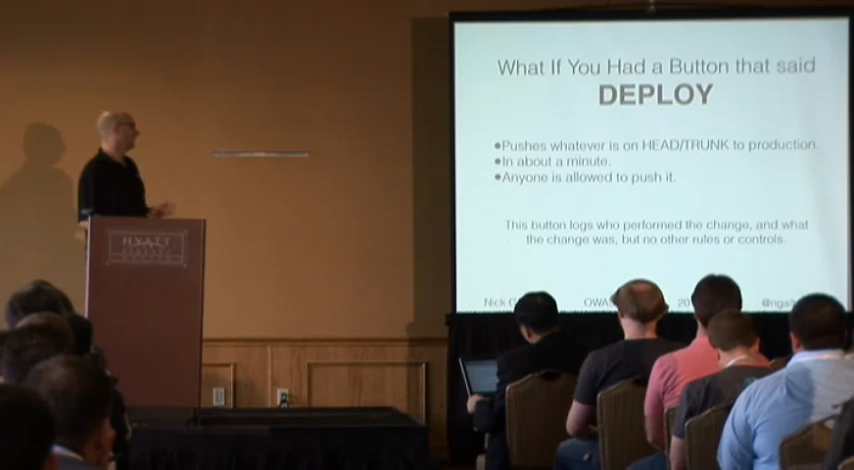 What If You Had a Button that said
DEPLOY
●Pushes whatever is on HEAD/TRUNK to production.
●In about a minute.
●Anyone is allowed to push it.
This button logs who performed the change, and what
the change was, but no other rules or controls.
Nick
HYATT